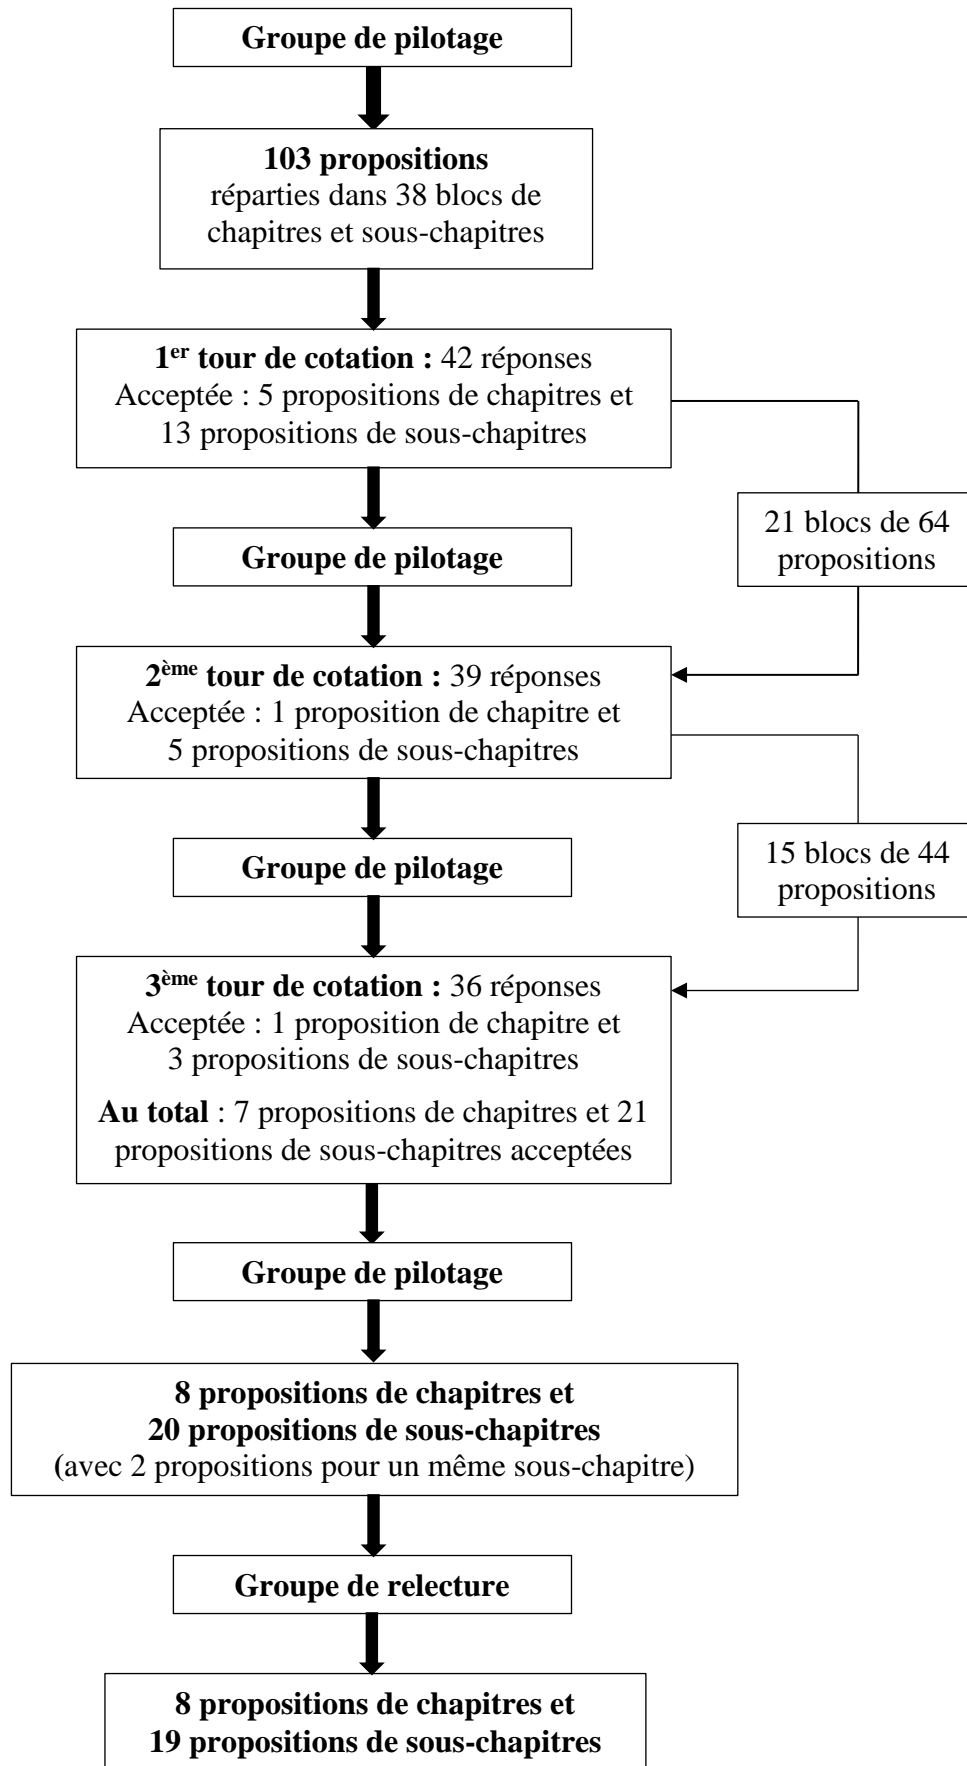 Groupe de pilotage
103 propositions
réparties dans 38 blocs de
chapitres et sous-chapitres
1er tour de cotation : 42 réponses
Acceptée : 5 propositions de chapitres et
13 propositions de sous-chapitres
21 blocs de 64
propositions
Groupe de pilotage
2ème tour de cotation : 39 réponses
Acceptée : 1 proposition de chapitre et
5 propositions de sous-chapitres
15 blocs de 44
propositions
Groupe de pilotage
3ème tour de cotation : 36 réponses
Acceptée : 1 proposition de chapitre et
3 propositions de sous-chapitres
Au total : 7 propositions de chapitres et 21
propositions de sous-chapitres acceptées
Groupe de pilotage
8 propositions de chapitres et
20 propositions de sous-chapitres
(avec 2 propositions pour un même sous-chapitre)
Groupe de relecture
8 propositions de chapitres et
19 propositions de sous-chapitres